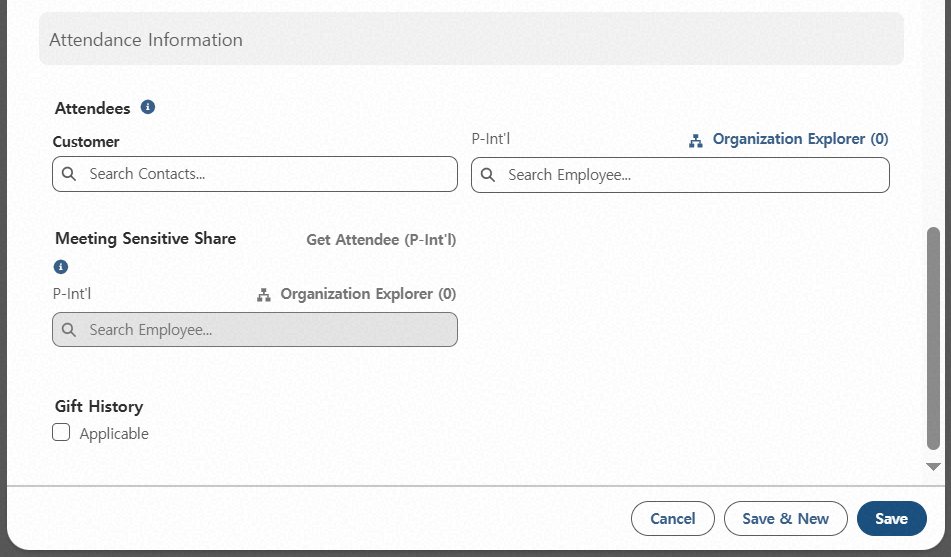 Attendance Information
Attendees
Customer
P-Int'l Organization Explorer (0)
Search Contacts...
Search Employee...
Meeting Sensitive Share Get Attendee (P-Int'l)
P-Int'l Organization Explorer (0)
Search Employee...
Gift History
Applicable
Cancel Save & New Save